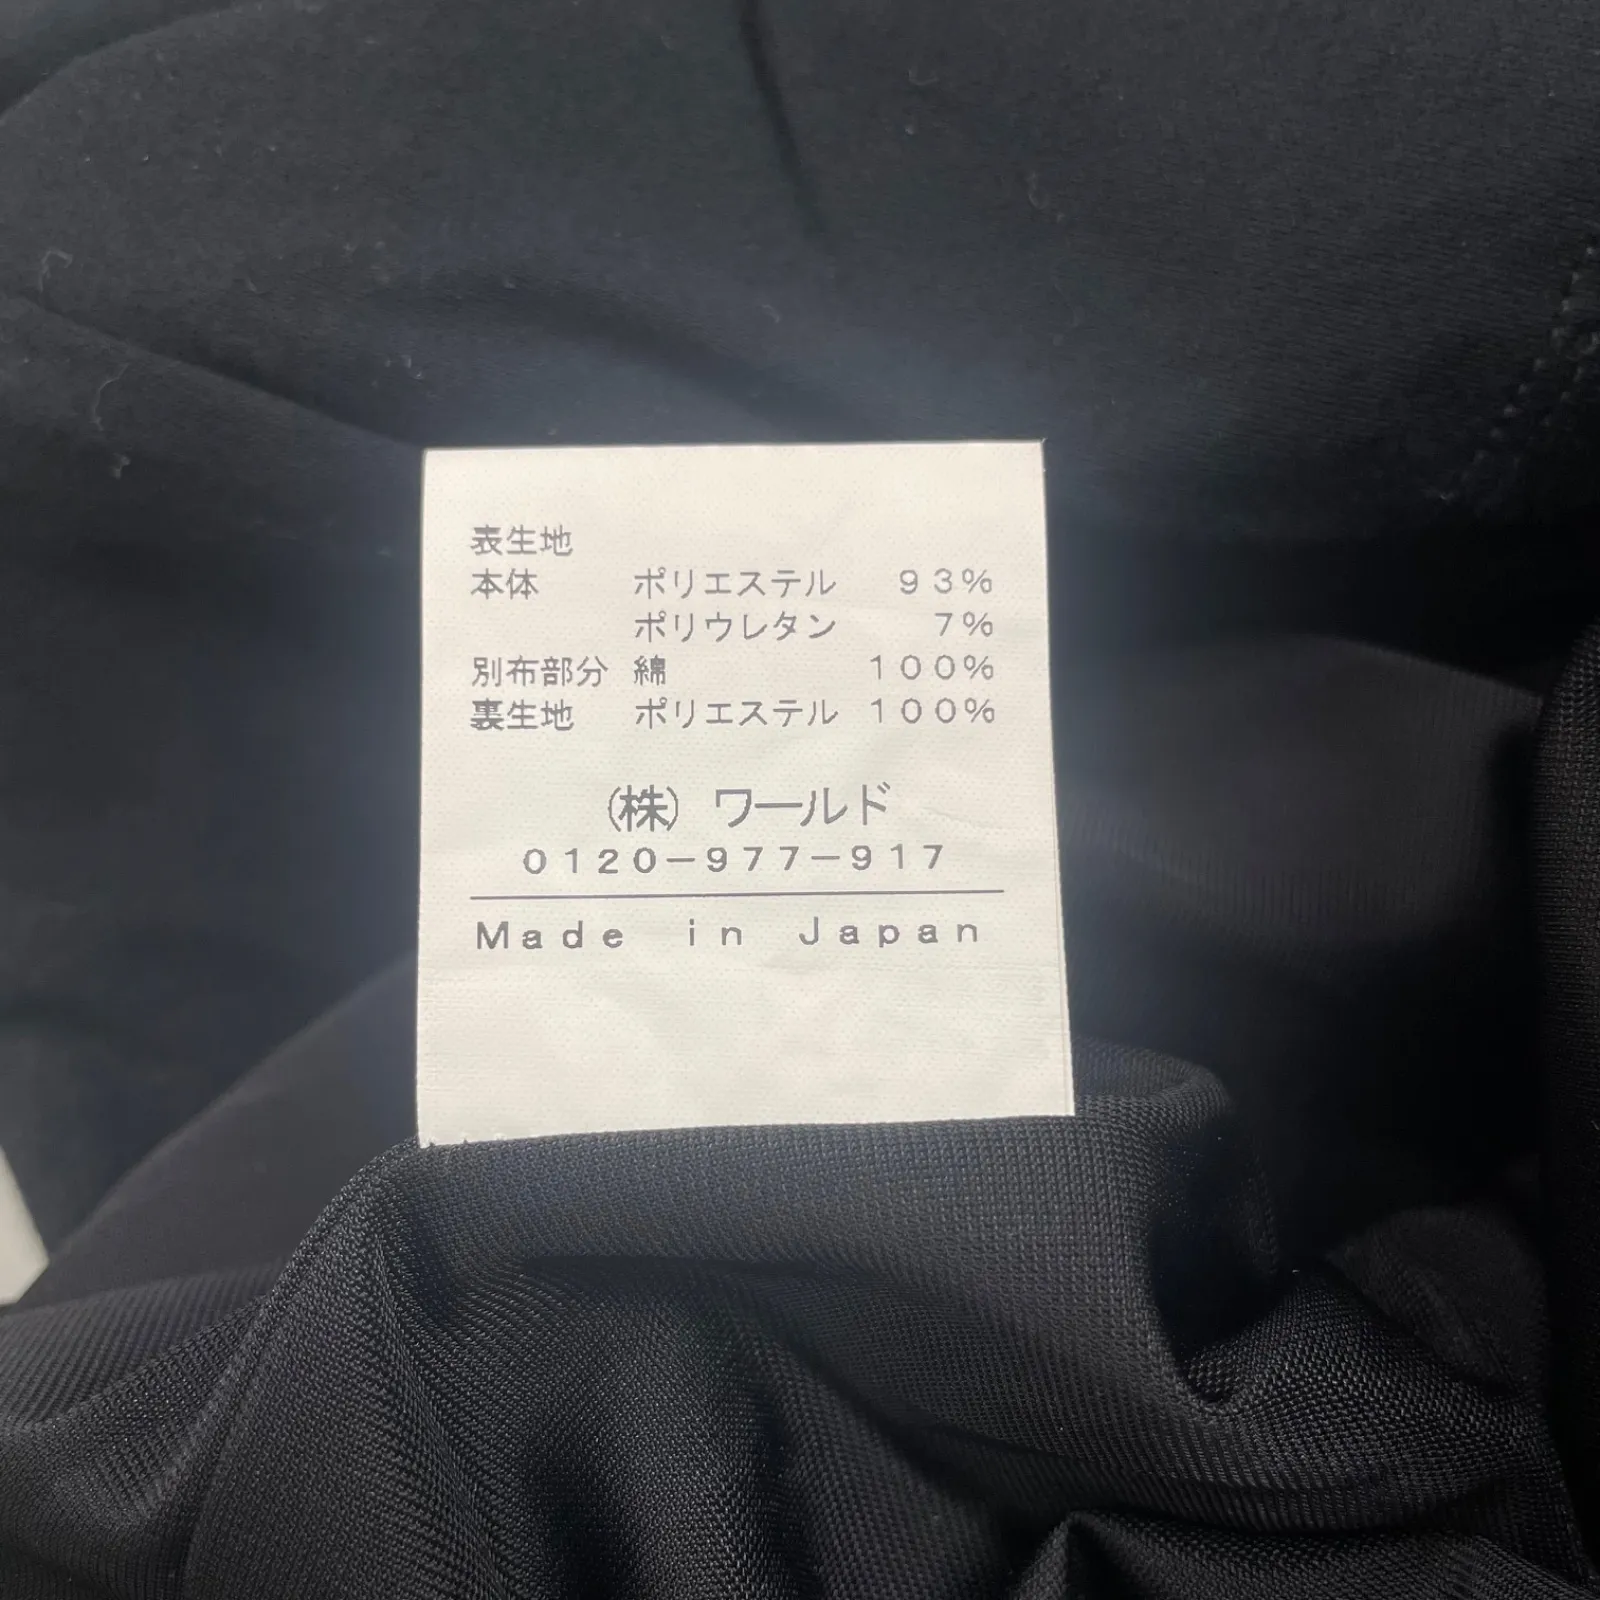 表生地
本体 ポリエステル 93%
ポリウレタン 7%
別布部分 綿 100%
裏生地 ポリエステル 100%
(株) ワールド
0120-977-917
Made in Japan